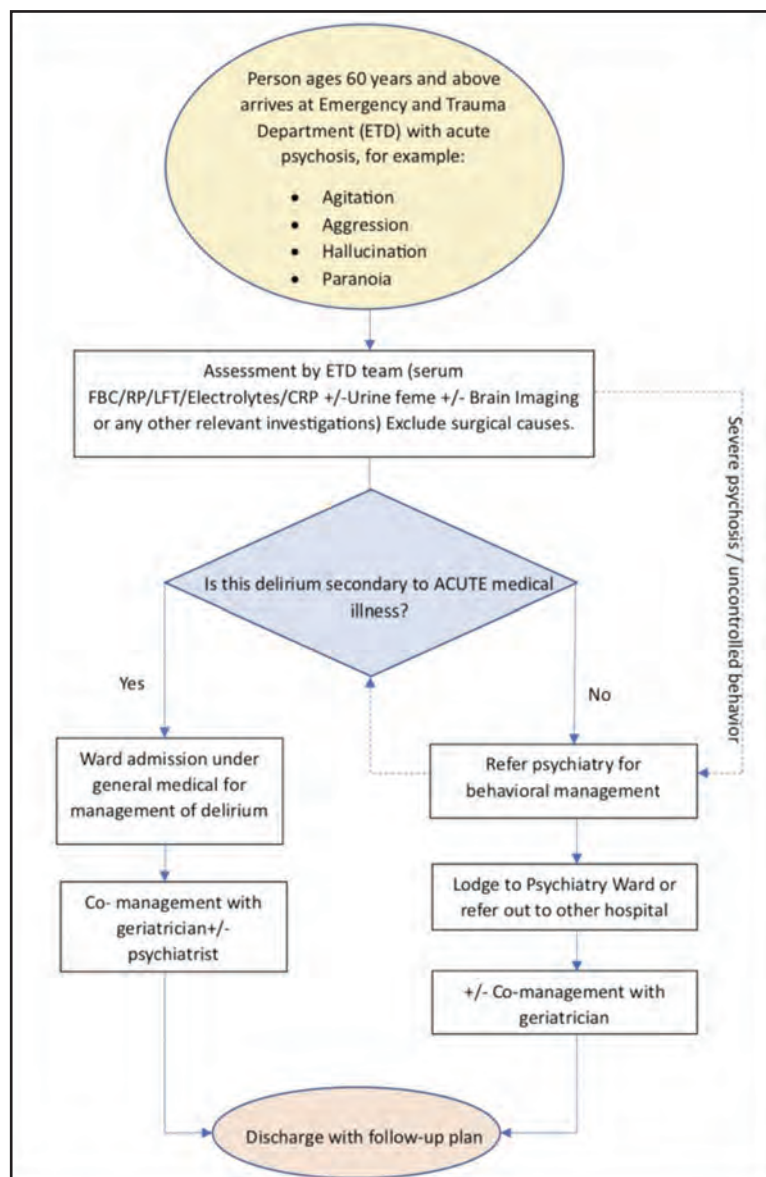 Person ages 60 years and above
arrives at Emergency and Trauma
Department (ETD) with acute
psychosis, for example:
• Agitation
• Aggression
• Hallucination
• Paranoia
Assessment by ETD team (serum
FBC/RP/LFT/Electrolytes/CRP +/-Urine feme +/- Brain Imaging
or any other relevant investigations) Exclude surgical causes.
Severe psychosis / uncontrolled behavior
Is this delirium secondary to ACUTE medical
illness?
Yes
No
Ward admission under
general medical for
management of delirium
Refer psychiatry for
behavioral management
Co- management with
geriatrician+/-
psychiatrist
Lodge to Psychiatry Ward or
refer out to other hospital
+/- Co-management with
geriatrician
Discharge with follow-up plan